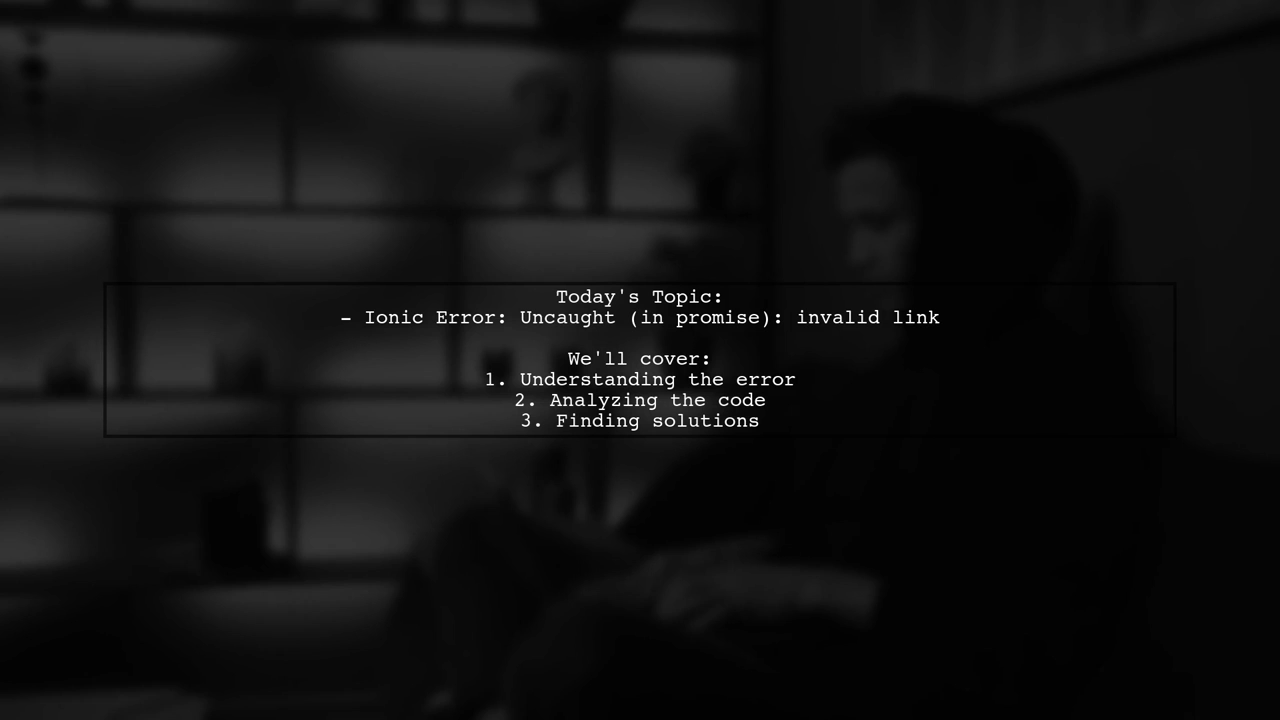 Today's Topic:
- Ionic Error: Uncaught (in promise): invalid link
We'll cover:
1. Understanding the error
2. Analyzing the code
3. Finding solutions